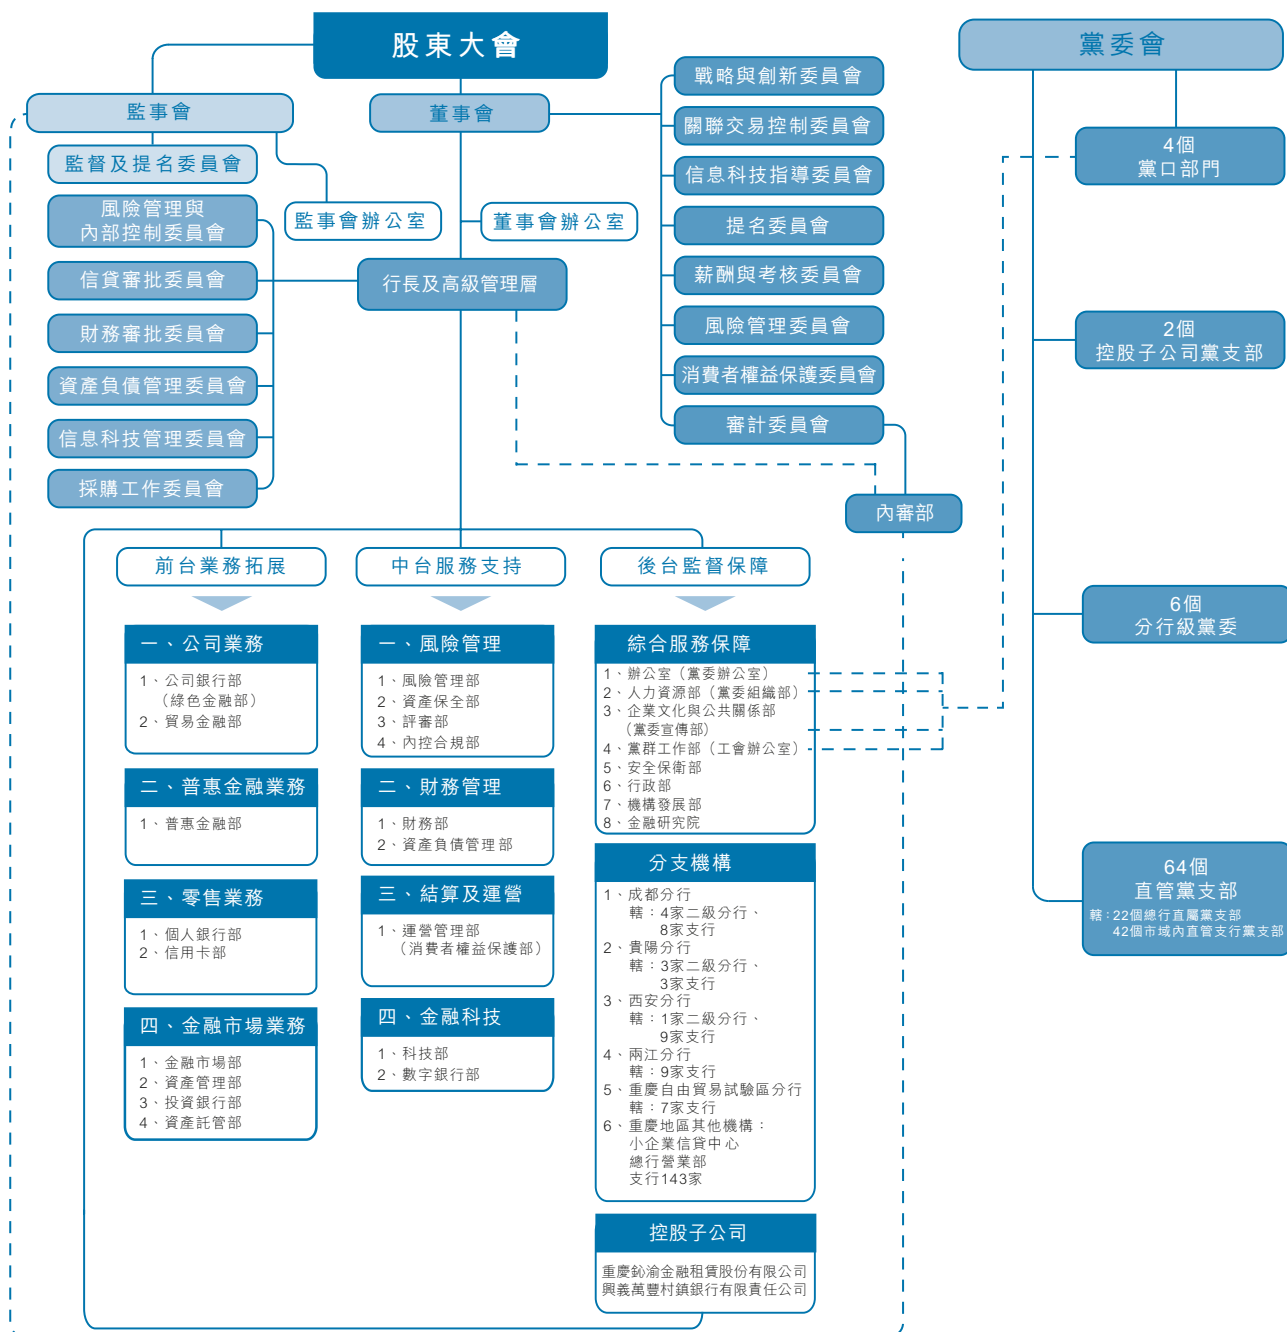 股東大會
黨委會
監事會
董事會
監督及提名委員會
監事會辦公室
董事會辦公室
風險管理與
內部控制委員會
信貸審批委員會
財務審批委員會
資產負債管理委員會
信息科技管理委員會
採購工作委員會
行長及高級管理層
戰略與創新委員會
關聯交易控制委員會
信息科技指導委員會
提名委員會
薪酬與考核委員會
風險管理委員會
消費者權益保護委員會
審計委員會
內審部
4個
黨口部門
2個
控股子公司黨支部
6個
分行級黨委
64個
直管黨支部
轄：22個總行直屬黨支部
42個市域內直管支行黨支部
前台業務拓展
一、公司業務
1、公司銀行部
（綠色金融部）
2、貿易金融部
二、普惠金融業務
1、普惠金融部
三、零售業務
1、個人銀行部
2、信用卡部
四、金融市場業務
1、金融市場部
2、資產管理部
3、投資銀行部
4、資產託管部
中台服務支持
一、風險管理
1、風險管理部
2、資產保全部
3、評審部
4、內控合規部
二、財務管理
1、財務部
2、資產負債管理部
三、結算及運營
1、運營管理部
（消費者權益保護部）
四、金融科技
1、科技部
2、數字銀行部
後台監督保障
綜合服務保障
1、辦公室（黨委辦公室）
2、人力資源部（黨委組織部）
3、企業文化與公共關係部
（黨委宣傳部）
4、黨群工作部（工會辦公室）
5、安全保衛部
6、行政部
7、機構發展部
8、金融研究院
分支機構
1、成都分行
轄：4家二級分行、
8家支行
2、貴陽分行
轄：3家二級分行、
3家支行
3、西安分行
轄：1家二級分行、
9家支行
4、兩江分行
轄：9家支行
5、重慶自由貿易試驗區分行
轄：7家支行
6、重慶地區其他機構：
小企業信貸中心
總行營業部
支行143家
控股子公司
重慶鈊渝金融租賃股份有限公司
興義萬豐村鎮銀行有限責任公司